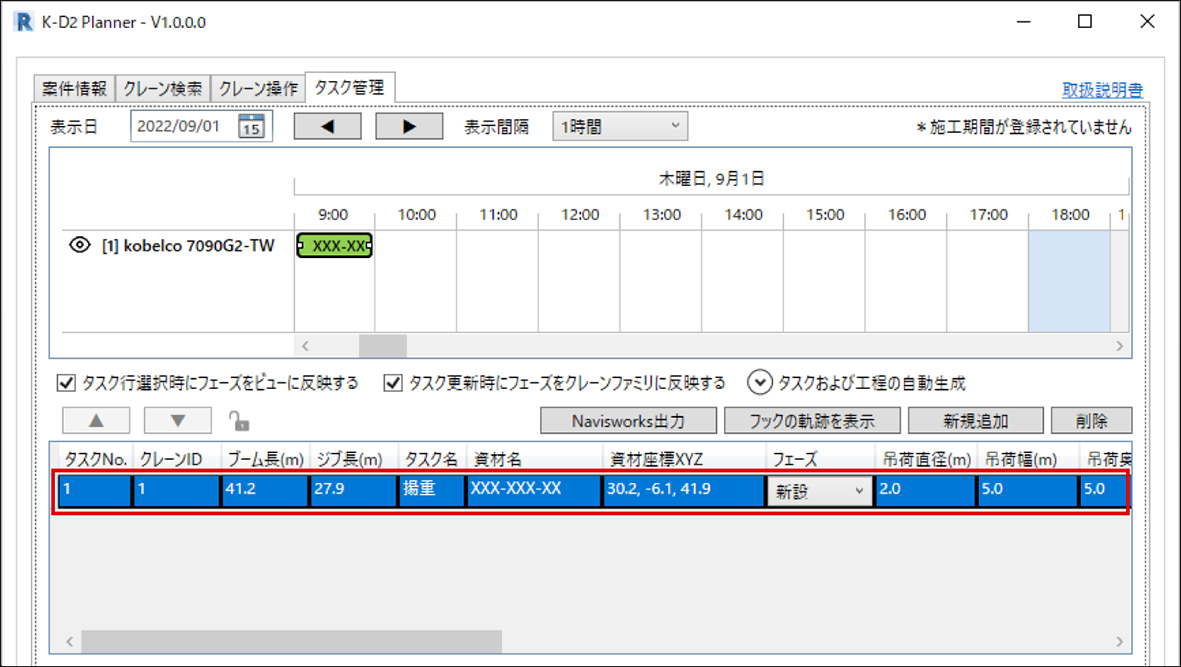 K-D2 Planner - V1.0.0.0
案件情報 クレーン検索 クレーン操作 タスク管理 取扱説明書
表示日 2022/09/01 15 ◀ ▶ 表示間隔 1時間 *施工期間が登録されていません
木曜日, 9月1日
9:00 10:00 11:00 12:00 13:00 14:00 15:00 16:00 17:00 18:00 1
[1] kobelco 7090G2-TW XXX-XX
タスク行選択時にフェーズをビューに反映する タスク更新時にフェーズをクレーンファミリに反映する タスクおよび工程の自動生成
▲ ▼ Navisworks出力 フックの軌跡を表示 新規追加 削除
タスクNo. クレーンID ブーム長(m) ジブ長(m) タスク名 資材名 資材座標XYZ フェーズ 吊荷直径(m) 吊荷幅(m) 吊荷奥
1 1 41.2 27.9 揚重 XXX-XXX-XX 30.2, -6.1, 41.9 新設 2.0 5.0 5.0